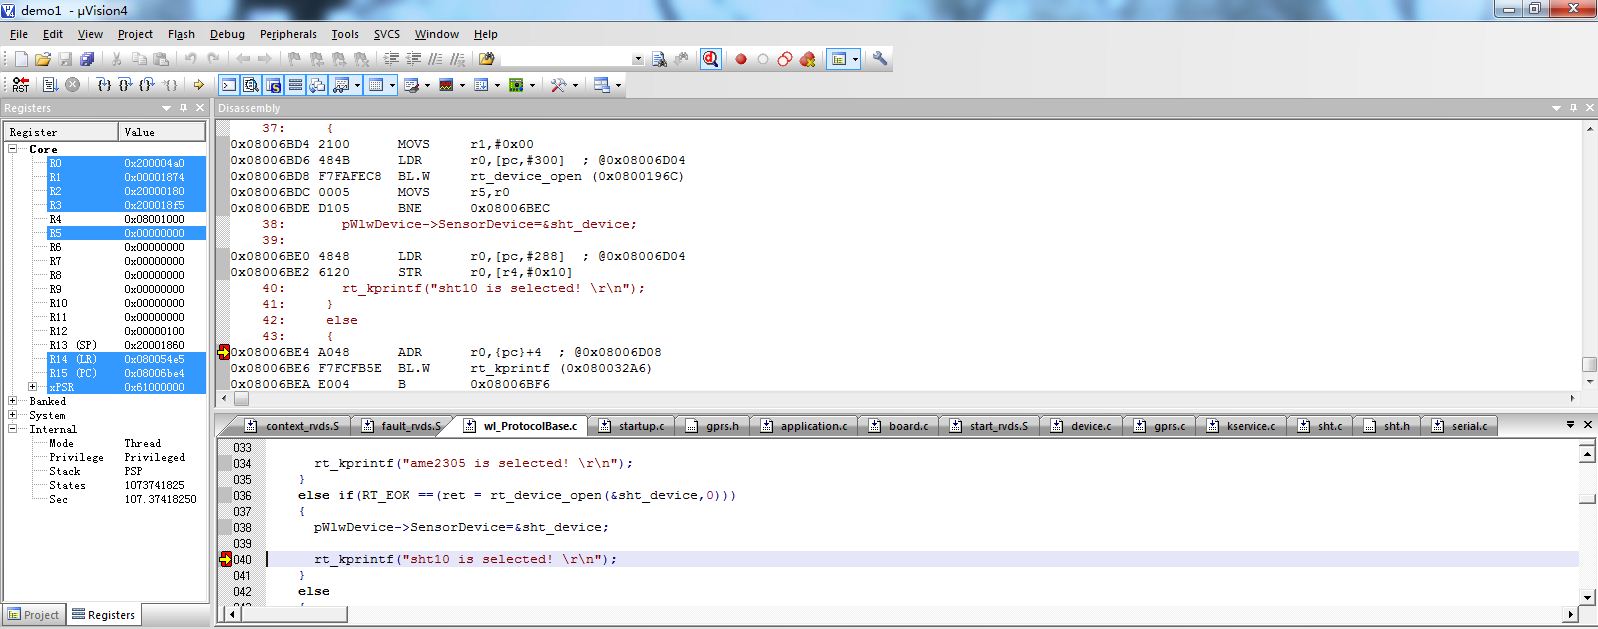 demo1 - µVision4
File Edit View Project Flash Debug Peripherals Tools SVCS Window Help
Registers
Register Value
Core
R0 0x200004a0
R1 0x00001874
R2 0x20000180
R3 0x200018f5
R4 0x08001000
R5 0x00000000
R6 0x00000000
R7 0x00000000
R8 0x00000000
R9 0x00000000
R10 0x00000000
R11 0x00000000
R12 0x00000100
R13 (SP) 0x20001860
R14 (LR) 0x080054e5
R15 (PC) 0x08006be4
xPSR 0x61000000
Banked
System
Internal
Mode Thread
Privilege Privileged
Stack PSP
States 1073741825
Sec 107.37418250
Project Registers
Disassembly
37: {
0x08006BD4 2100 MOVS r1,#0x00
0x08006BD6 484B LDR r0,[pc,#300] ; @0x08006D04
0x08006BD8 F7FAFEC8 BL.W rt_device_open (0x0800196C)
0x08006BDC 0005 MOVS r5,r0
0x08006BDE D105 BNE 0x08006BEC
38: pWlwDevice->SensorDevice=&sht_device;
39:
0x08006BE0 4848 LDR r0,[pc,#288] ; @0x08006D04
0x08006BE2 6120 STR r0,[r4,#0x10]
40: rt_kprintf("sht10 is selected! \r\n");
41: }
42: else
43: {
0x08006BE4 A048 ADR r0,{pc}+4 ; @0x08006D08
0x08006BE6 F7FCFB5E BL.W rt_kprintf (0x080032A6)
0x08006BEA E004 B 0x08006BF6
context_rvds.S fault_rvds.S wl_ProtocolBase.c startup.c gprs.h application.c board.c start_rvds.S device.c gprs.c kservice.c sht.c sht.h serial.c
033
034 rt_kprintf("ame2305 is selected! \r\n");
035 }
036 else if(RT_EOK ==(ret = rt_device_open(&sht_device,0)))
037 {
038 pWlwDevice->SensorDevice=&sht_device;
039
040 rt_kprintf("sht10 is selected! \r\n");
041 }
042 else
{